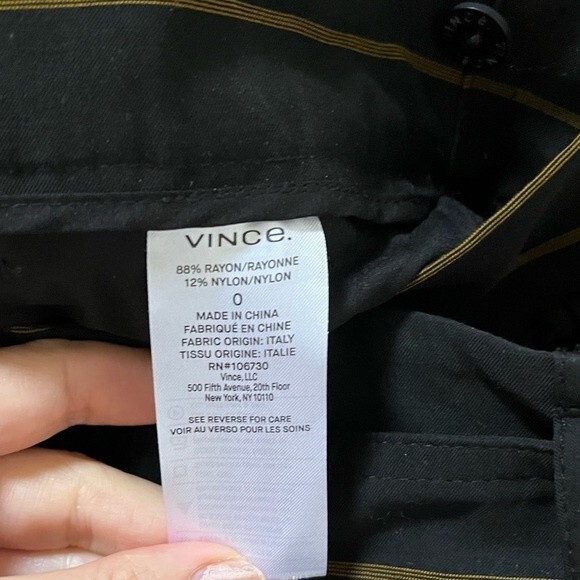 VINCE
VINCe.
88% RAYON/RAYONNE
12% NYLON/NYLON
0
MADE IN CHINA
FABRIQUÉ EN CHINE
FABRIC ORIGIN: ITALY
TISSU ORIGINE: ITALIE
RN#106730
Vince, LLC
500 Fifth Avenue, 20th Floor
New York, NY 10110
SEE REVERSE FOR CARE
VOIR AU VERSO POUR LES SOINS